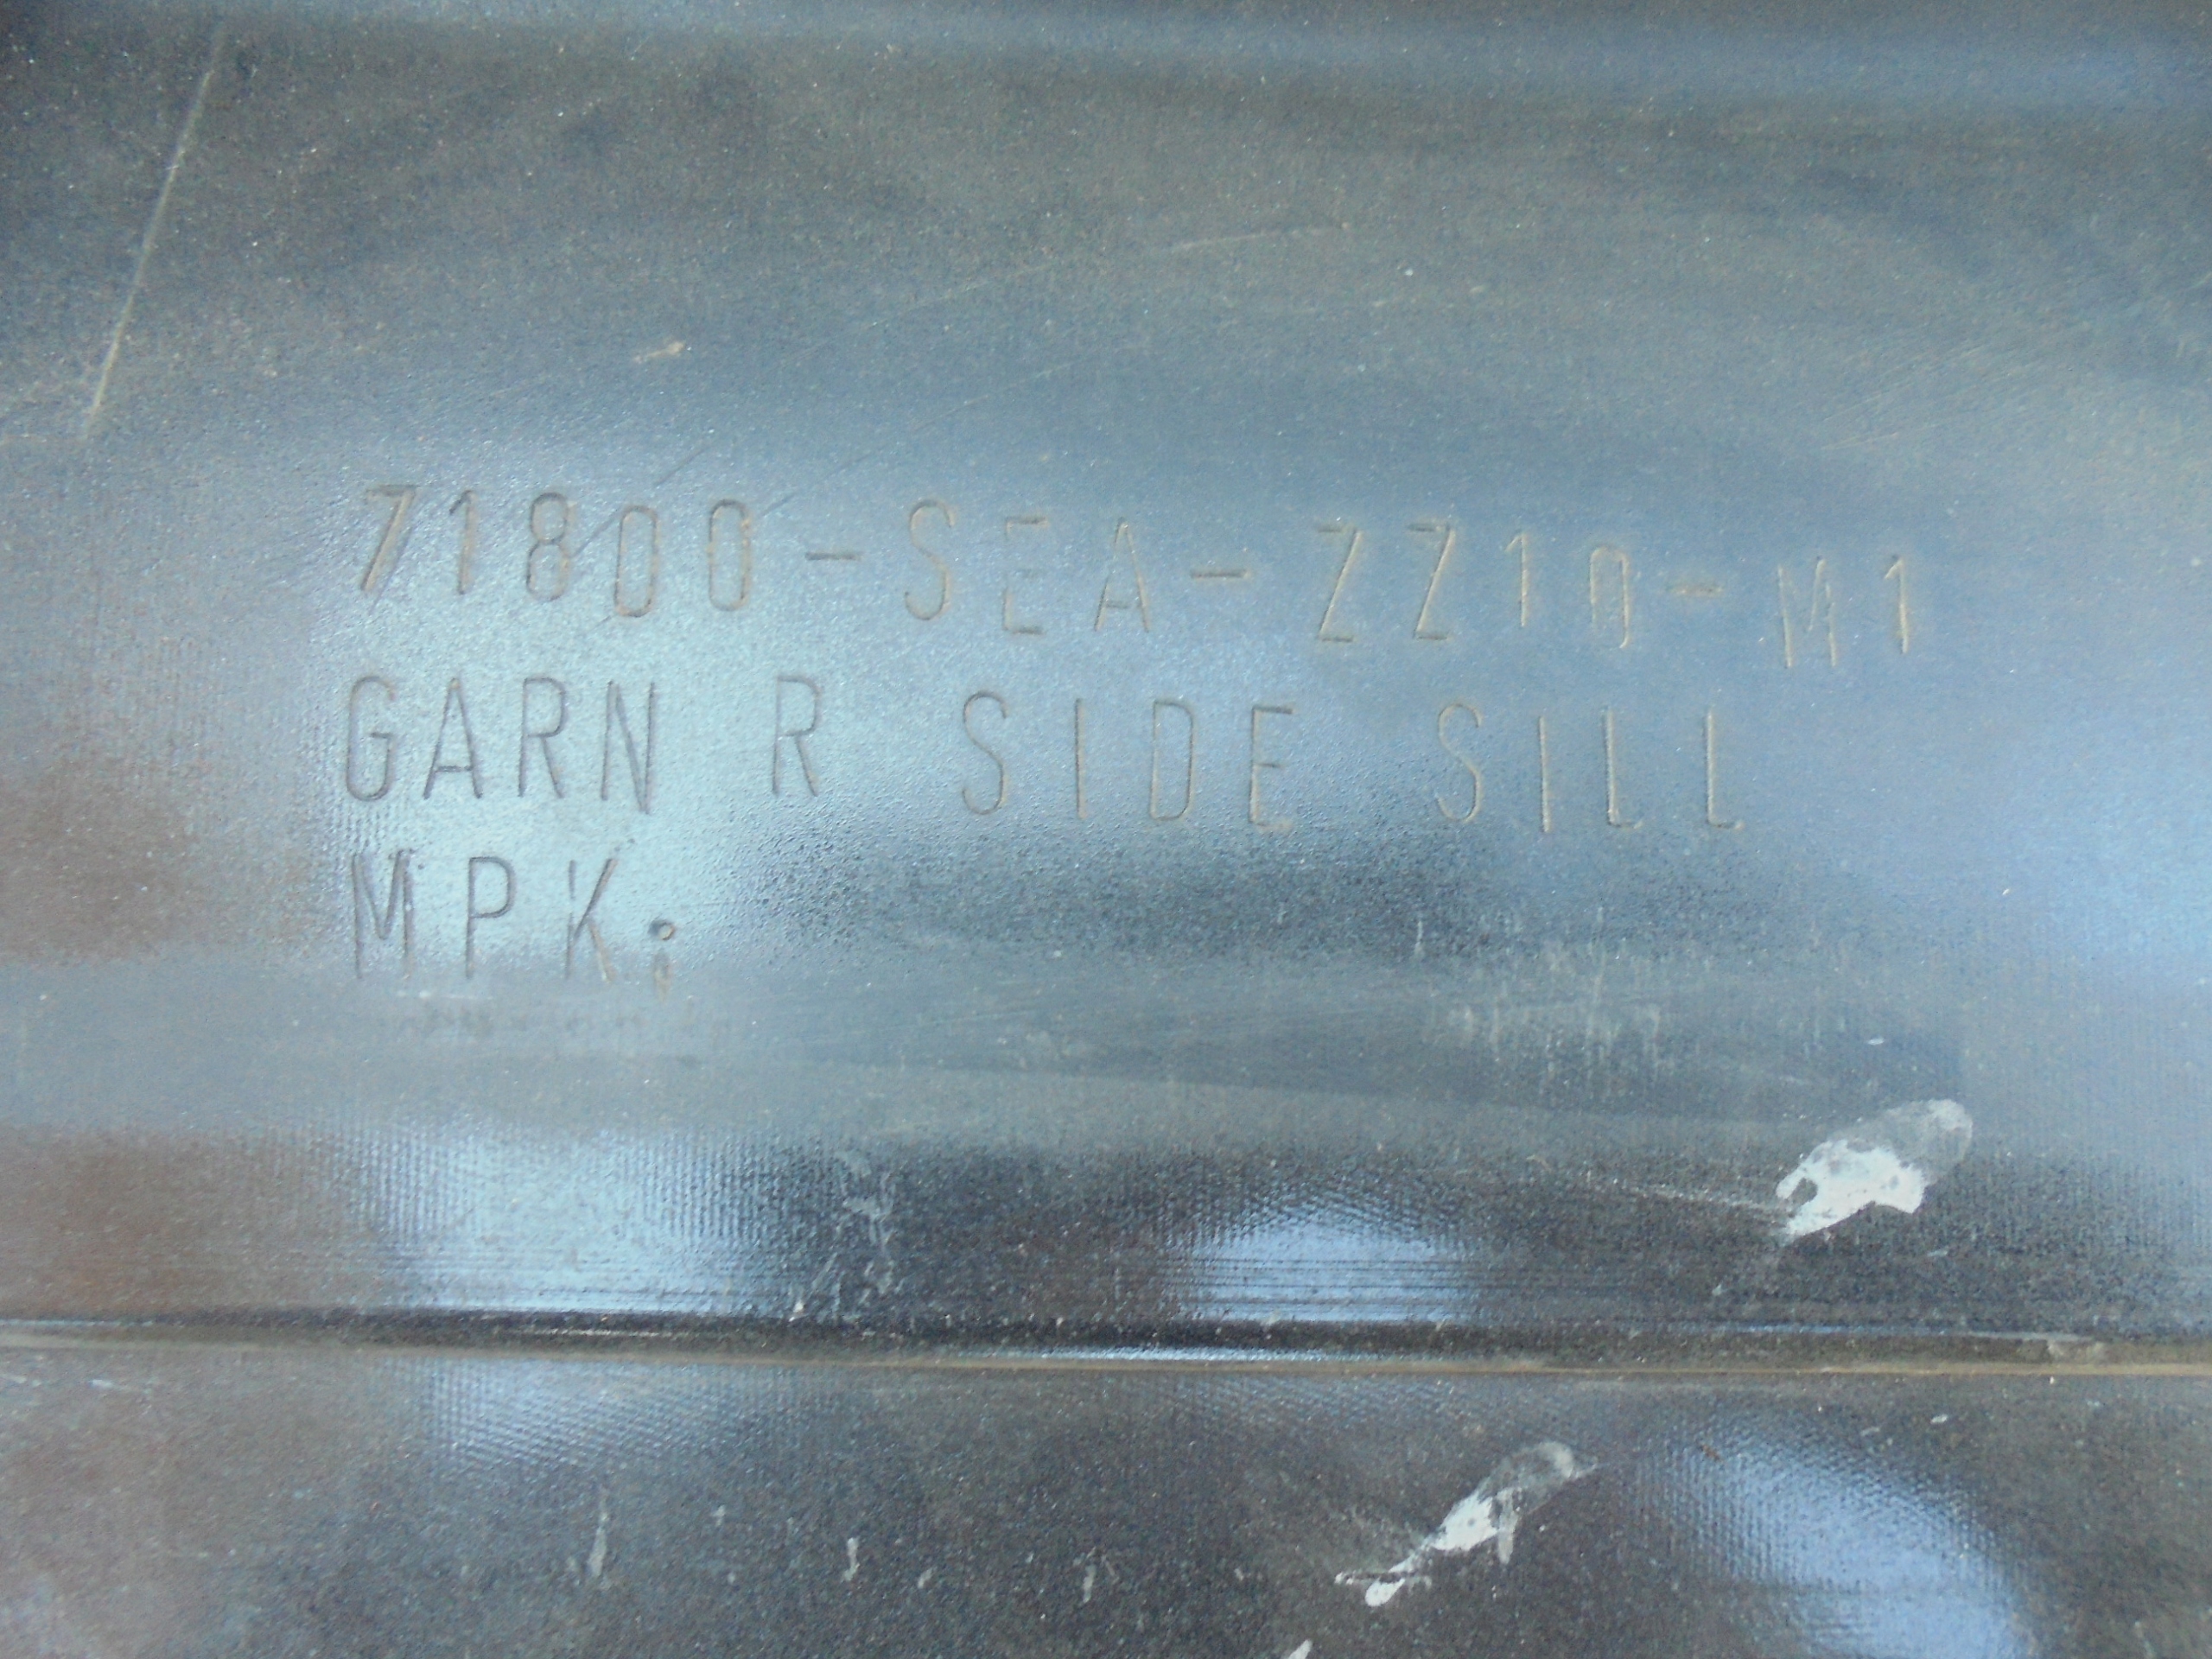 71800-SEA-ZZ10-M1
GARN R SIDE SILL
MPK;